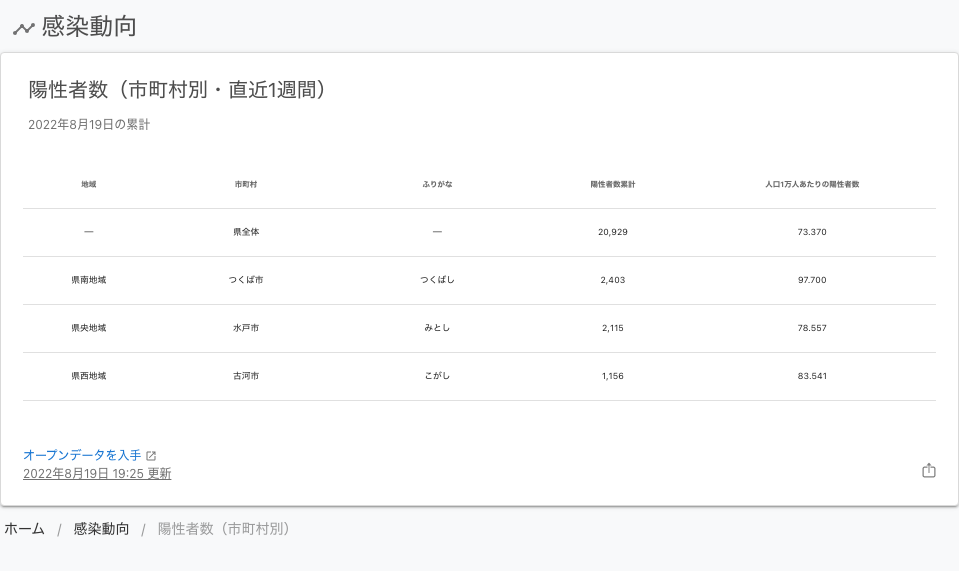 感染動向
陽性者数（市町村別・直近1週間）
2022年8月19日の累計
地域 市町村 ふりがな 陽性者数累計 人口1万人あたりの陽性者数
— 県全体 — 20,929 73.370
県南地域 つくば市 つくばし 2,403 97.700
県央地域 水戸市 みとし 2,115 78.557
県西地域 古河市 こがし 1,156 83.541
オープンデータを入手
2022年8月19日 19:25 更新
ホーム / 感染動向 / 陽性者数（市町村別）